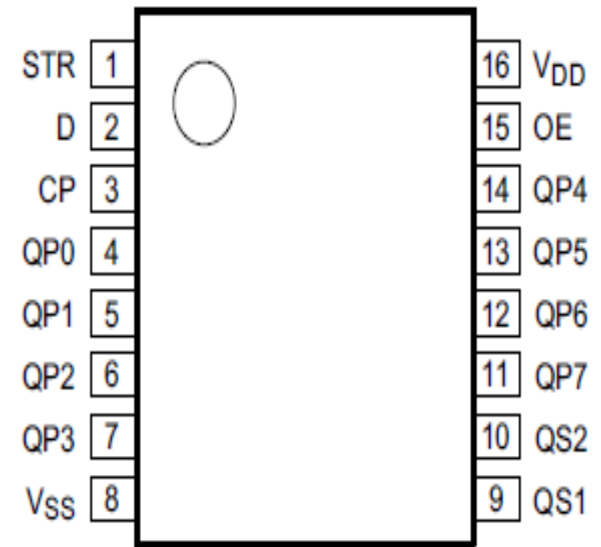 STR 1 16 VDD
D 2 15 OE
CP 3 14 QP4
QP0 4 13 QP5
QP1 5 12 QP6
QP2 6 11 QP7
QP3 7 10 QS2
VSS 8 9 QS1